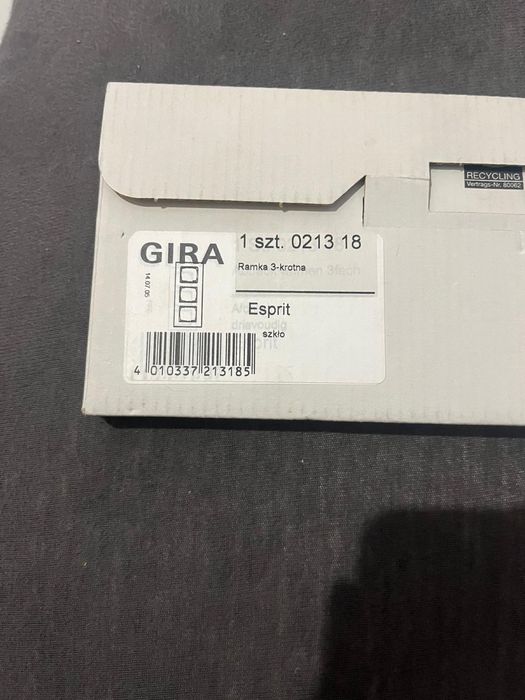 RECYCLING
Vertrags-Nr. 80062
GIRA
1 szt. 0213 18
Ramka 3-krotna
14 07 05
Esprit
szkło
4 010337 213185